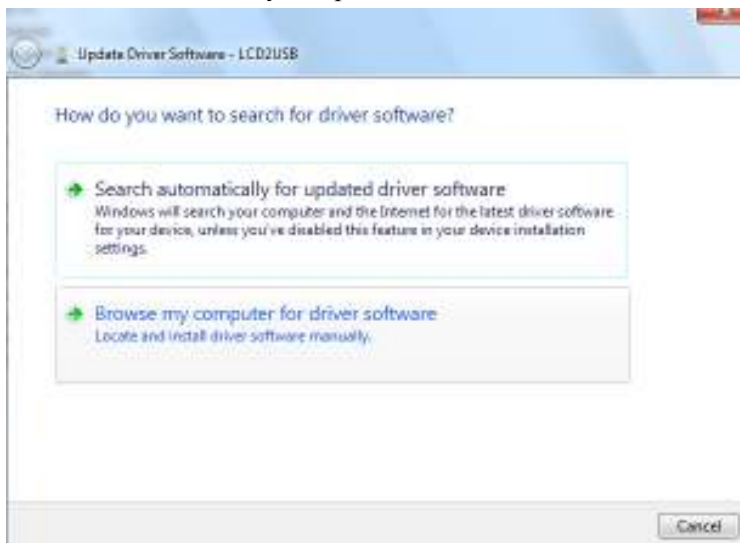 Update Driver Software - LCD2USB
How do you want to search for driver software?
Search automatically for updated driver software
Windows will search your computer and the Internet for the latest driver software
for your device, unless you've disabled this feature in your device installation
settings.
Browse my computer for driver software
Locate and install driver software manually.
Cancel